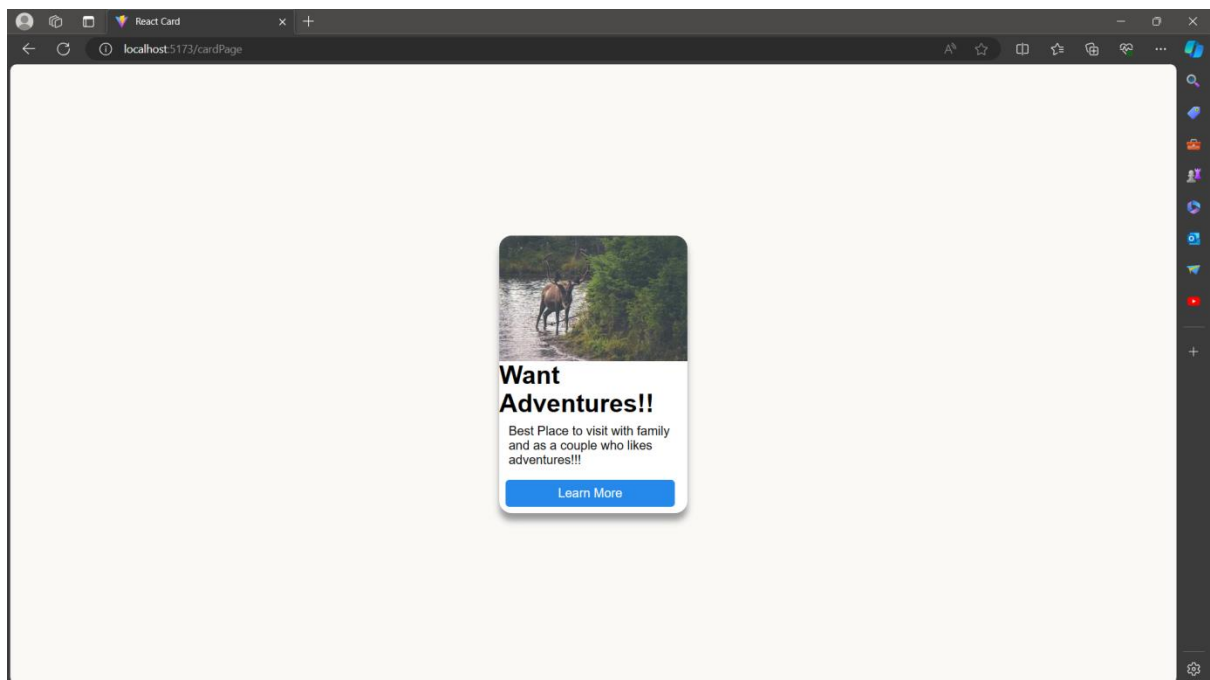 React Card
localhost:5173/cardPage
Want
Adventures!!
Best Place to visit with family
and as a couple who likes
adventures!!!
Learn More